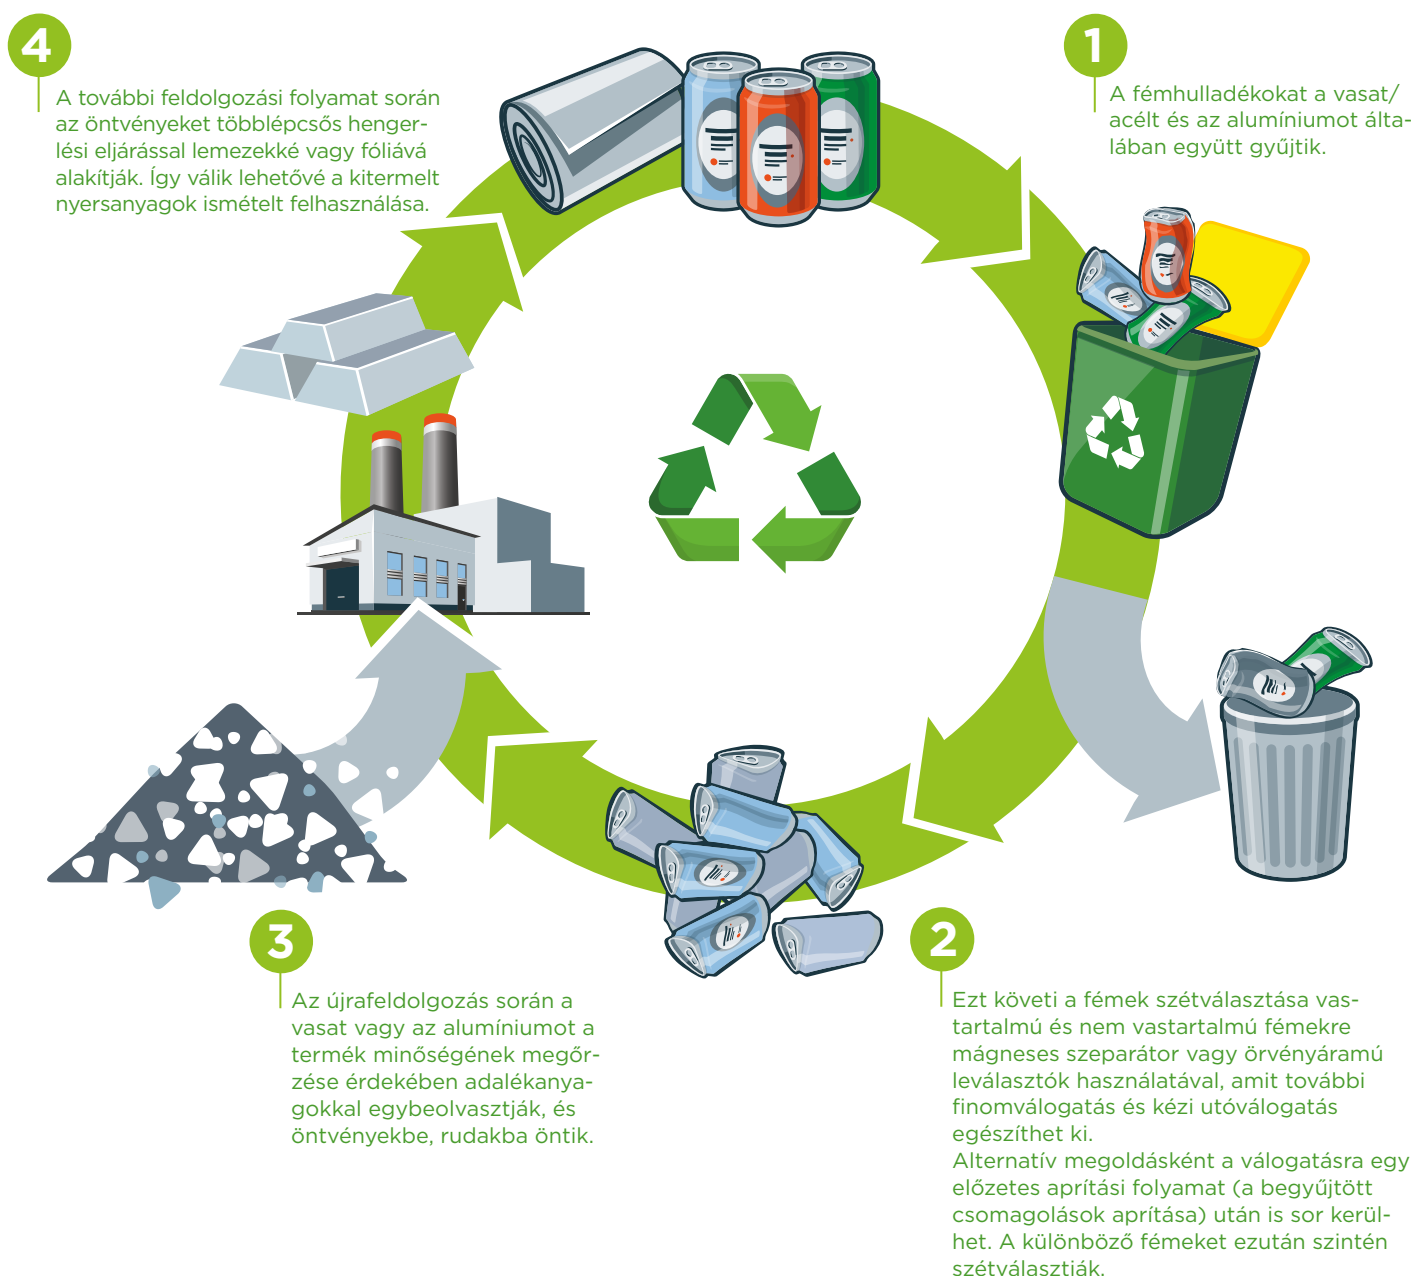 1
A fémhulladékokat a vasat/
acélt és az alumíniumot álta-
lában együtt gyűjtik.
2
Ezt követi a fémek szétválasztása vas-
tartalmú és nem vastartalmú fémekre
mágneses szeparátor vagy örvényáramú
leválasztók használatával, amit további
finomválogatás és kézi utóválogatás
egészíthet ki.
Alternatív megoldásként a válogatásra egy
előzetes aprítási folyamat (a begyűjtött
csomagolások aprítása) után is sor kerül-
het. A különböző fémeket ezután szintén
szétválasztják.
3
Az újrafeldolgozás során a
vasat vagy az alumíniumot a
termék minőségének megőr-
zése érdekében adalékanya-
gokkal egybeolvasztják, és
öntvényekbe, rudakba öntik.
4
A további feldolgozási folyamat során
az öntvényeket többlépcsős henger-
lési eljárással lemezekké vagy fóliává
alakítják. Így válik lehetővé a kitermelt
nyersanyagok ismételt felhasználása.